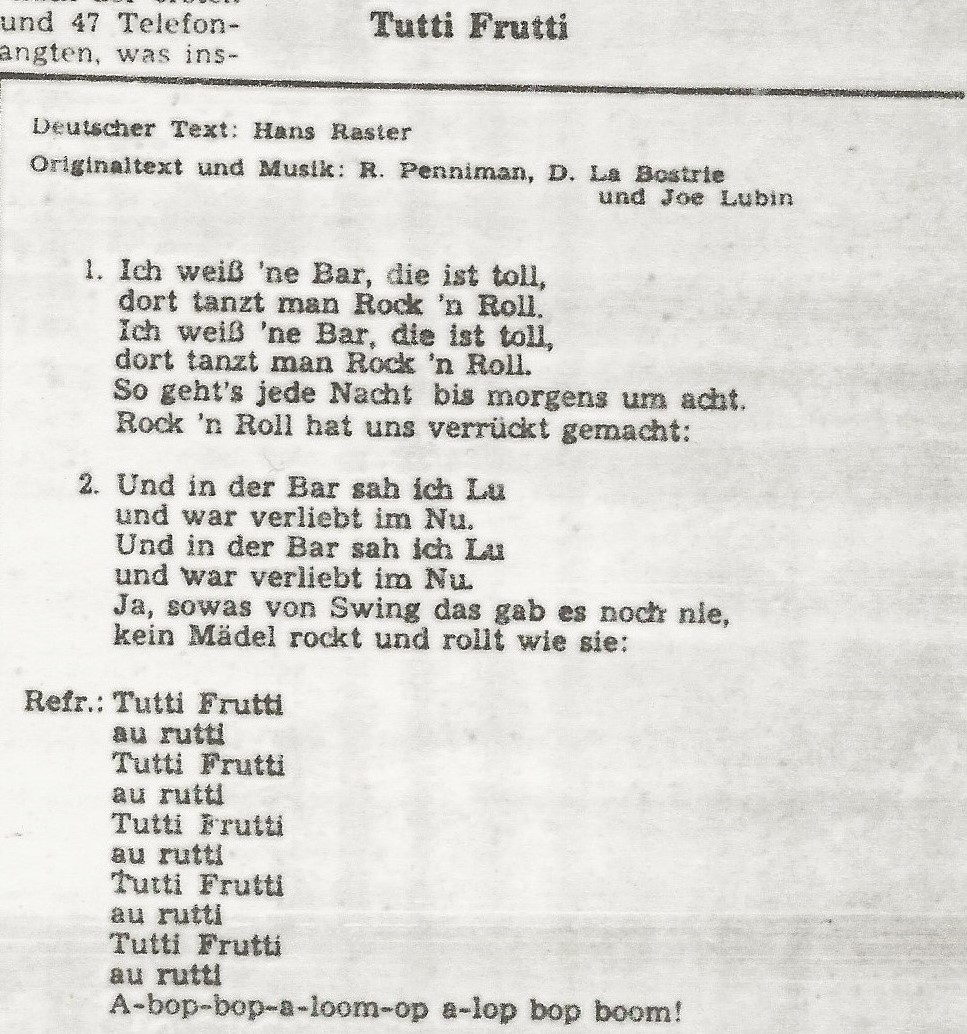 und 47 Telefon-
angten, was ins-
Tutti Frutti
Deutscher Text: Hans Raster
Originaltext und Musik: R. Penniman, D. La Bostrie
und Joe Lubin
1. Ich weiß 'ne Bar, die ist toll,
dort tanzt man Rock 'n Roll.
Ich weiß 'ne Bar, die ist toll,
dort tanzt man Rock 'n Roll.
So geht's jede Nacht bis morgens um acht.
Rock 'n Roll hat uns verrückt gemacht:
2. Und in der Bar sah ich Lu
und war verliebt im Nu.
Und in der Bar sah ich Lu
und war verliebt im Nu.
Ja, sowas von Swing das gab es noch nie,
kein Mädel rockt und rollt wie sie:
Refr.: Tutti Frutti
au rutti
Tutti Frutti
au rutti
Tutti Frutti
au rutti
Tutti Frutti
au rutti
Tutti Frutti
au rutti
A-bop-bop-a-loom-op a-lop bop boom!